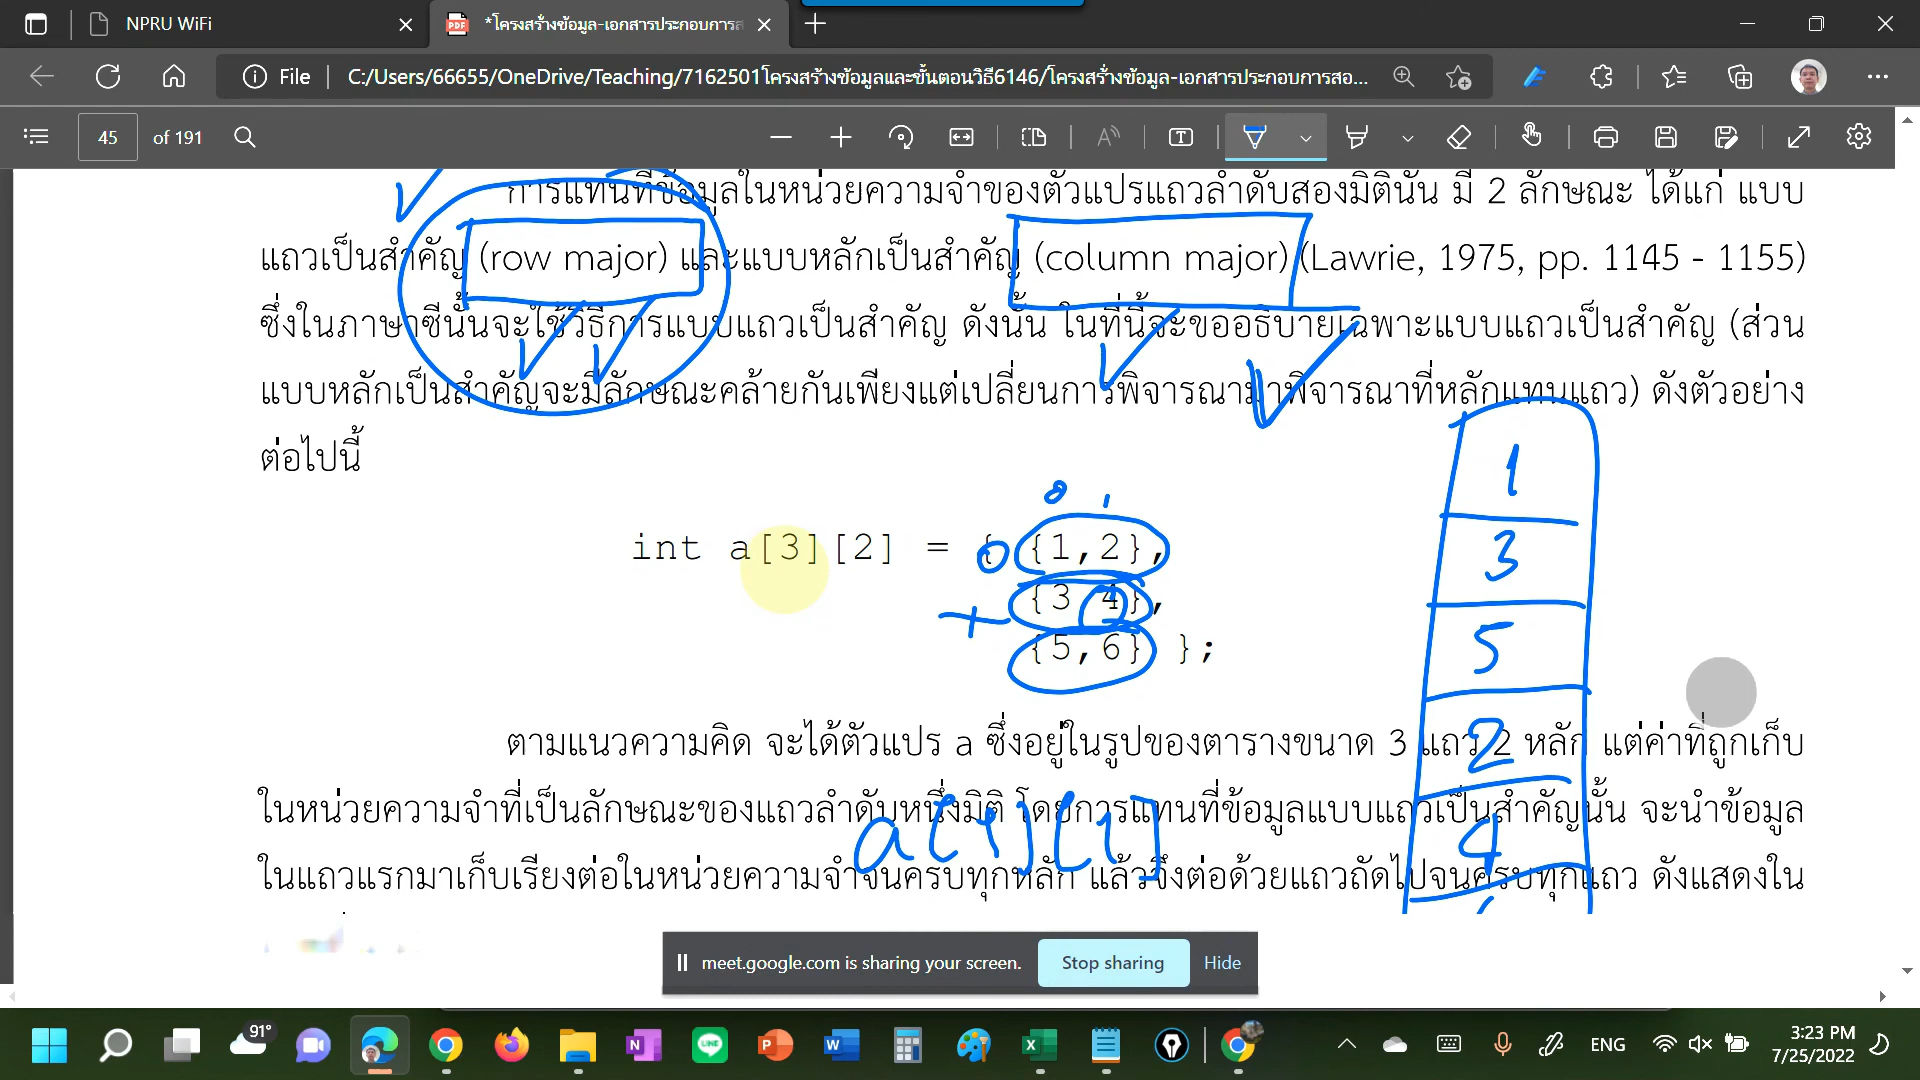 NPRU WiFi
*โครงสร้างข้อมูล-เอกสารประกอบการส
File
C:/Users/66655/OneDrive/Teaching/7162501โครงสร้างข้อมูลและขั้นตอนวิธี6146/โครงสร้างข้อมูล-เอกสารประกอบการสอ...
45 of 191
การแทนที่ข้อมูลในหน่วยความจำของตัวแปรแถวลำดับสองมิตินั้น มี 2 ลักษณะ ได้แก่ แบบ
แถวเป็นสำคัญ (row major) และแบบหลักเป็นสำคัญ (column major) (Lawrie, 1975, pp. 1145 - 1155)
ซึ่งในภาษาซีนั้นจะใช้วิธีการแบบแถวเป็นสำคัญ ดังนั้น ในที่นี้จะขออธิบายเฉพาะแบบแถวเป็นสำคัญ (ส่วน
แบบหลักเป็นสำคัญจะมีลักษณะคล้ายกันเพียงแต่เปลี่ยนการพิจารณามาพิจารณาที่หลักแทนแถว) ดังตัวอย่าง
ต่อไปนี้
1
0 1
int a[3][2] = { 0 {1,2},
3
{3 4},
{5,6} };
5
ตามแนวความคิด จะได้ตัวแปร a ซึ่งอยู่ในรูปของตารางขนาด 3 แถว 2 หลัก แต่ค่าที่ถูกเก็บ
2
ในหน่วยความจำที่เป็นลักษณะของแถวลำดับหนึ่งมิติ โดยการแทนที่ข้อมูลแบบแถวเป็นสำคัญนั้น จะนำข้อมูล
a[1][1]
4
ในแถวแรกมาเก็บเรียงต่อในหน่วยความจำจนครบทุกหลัก แล้วจึงต่อด้วยแถวถัดไปจนครบทุกแถว ดังแสดงใน
meet.google.com is sharing your screen. Stop sharing Hide
91°
ENG
3:23 PM
7/25/2022